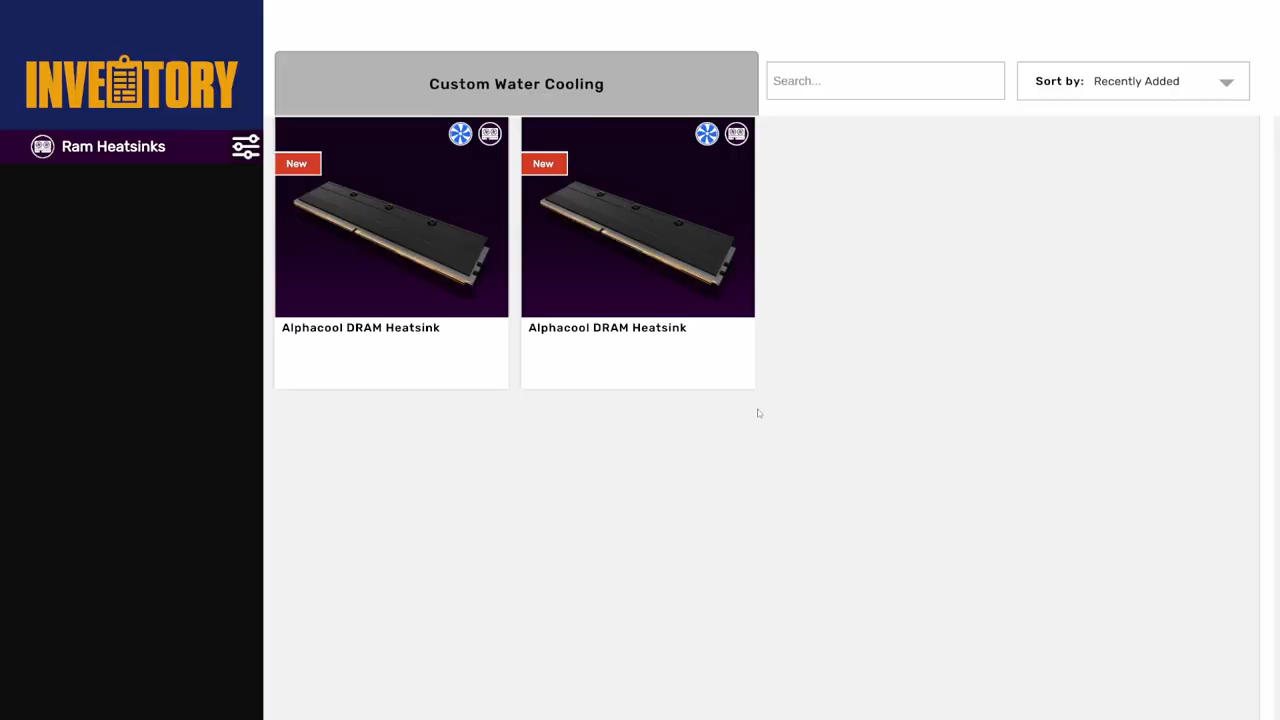 INVENTORY
Ram Heatsinks
Custom Water Cooling
Search...
Sort by: Recently Added
New
New
Alphacool DRAM Heatsink
Alphacool DRAM Heatsink